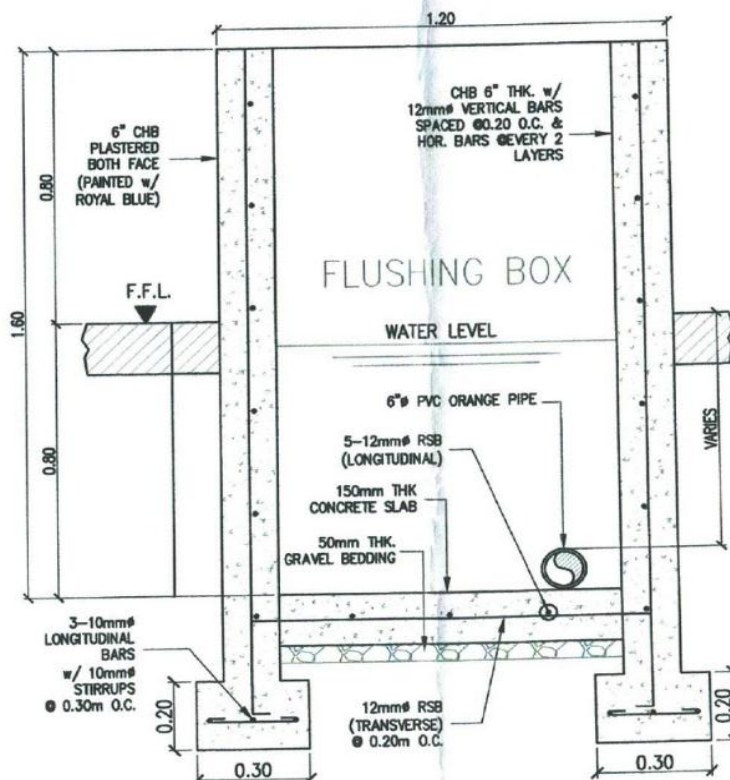 1.20
6" CHB
PLASTERED
BOTH FACE
(PAINTED w/
ROYAL BLUE)
CHB 6" THK. w/
12mmø VERTICAL BARS
SPACED @0.20 O.C. &
HOR. BARS @EVERY 2
LAYERS
0.80
1.60
FLUSHING BOX
F.F.L.
WATER LEVEL
6"ø PVC ORANGE PIPE
VARIES
5-12mmø RSB
(LONGITUDINAL)
0.80
150mm THK
CONCRETE SLAB
50mm THK.
GRAVEL BEDDING
3-10mmø
LONGITUDINAL
BARS
w/ 10mmø
STIRRUPS
@ 0.30m O.C.
12mmø RSB
(TRANSVERSE)
@ 0.20m O.C.
0.20
0.20
0.30
0.30